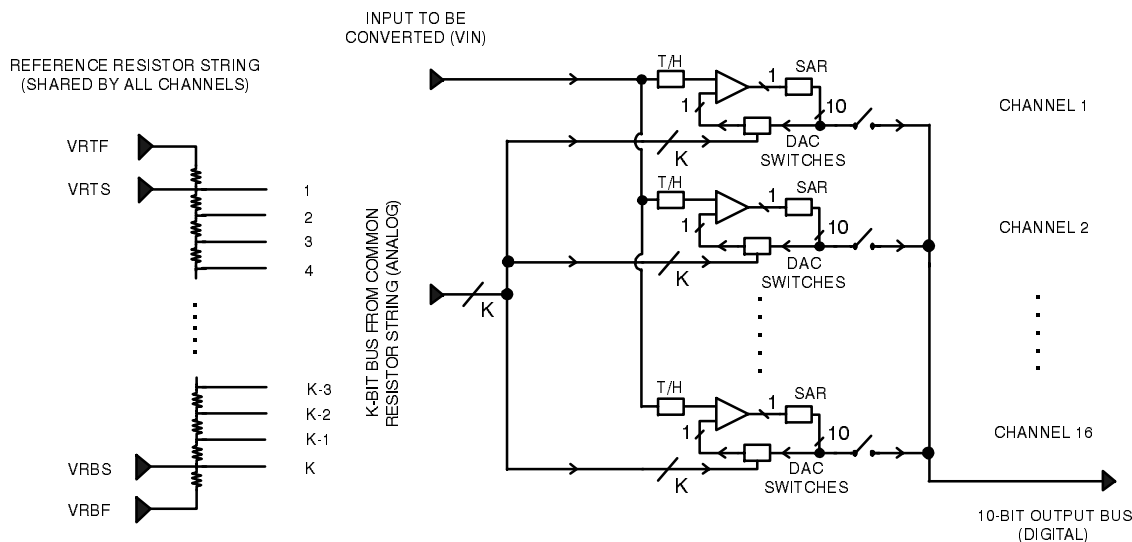 REFERENCE RESISTOR STRING
(SHARED BY ALL CHANNELS)
VRTF
VRTS
1
2
3
4
K-3
K-2
K-1
K
VRBS
VRBF
K-BIT BUS FROM COMMON
RESISTOR STRING (ANALOG)
INPUT TO BE
CONVERTED (VIN)
K
T/H
1
SAR
1
10
K
DAC
SWITCHES
CHANNEL 1
T/H
1
SAR
1
10
K
DAC
SWITCHES
CHANNEL 2
T/H
1
SAR
1
10
K
DAC
SWITCHES
CHANNEL 16
10-BIT OUTPUT BUS
(DIGITAL)